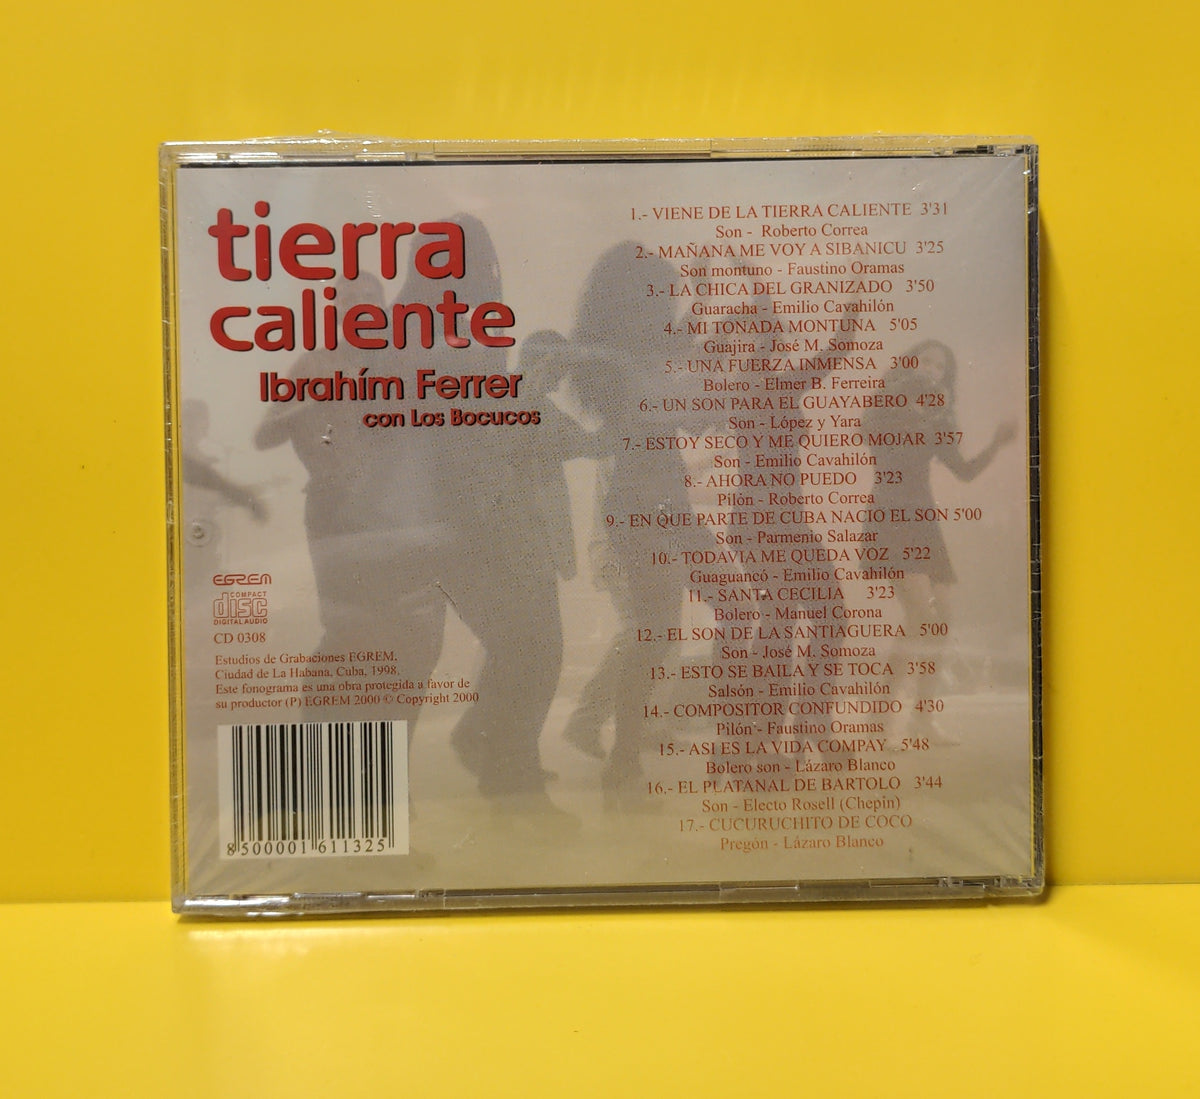 tierra
caliente
Ibrahím Ferrer
con Los Bocucos
1.- VIENE DE LA TIERRA CALIENTE 3'31
Son - Roberto Correa
2.- MAÑANA ME VOY A SIBANICU 3'25
Son montuno - Faustino Oramas
3.- LA CHICA DEL GRANIZADO 3'50
Guaracha - Emilio Cavahilón
4.- MI TONADA MONTUNA 5'05
Guajira - José M. Somoza
5.- UNA FUERZA INMENSA 3'00
Bolero - Elmer B. Ferreira
6.- UN SON PARA EL GUAYABERO 4'28
Son - López y Yara
7.- ESTOY SECO Y ME QUIERO MOJAR 3'57
Son - Emilio Cavahilón
8.- AHORA NO PUEDO 3'23
Pilón - Roberto Correa
9.- EN QUE PARTE DE CUBA NACIO EL SON 5'00
Son - Parmenio Salazar
10.- TODAVIA ME QUEDA VOZ 5'22
Guaguancó - Emilio Cavahilón
11.- SANTA CECILIA 3'23
Bolero - Manuel Corona
12.- EL SON DE LA SANTIAGUERA 5'00
Son - José M. Somoza
13.- ESTO SE BAILA Y SE TOCA 3'58
Salsón - Emilio Cavahilón
14.- COMPOSITOR CONFUNDIDO 4'30
Pilón - Faustino Oramas
15.- ASI ES LA VIDA COMPAY 5'48
Bolero son - Lázaro Blanco
16.- EL PLATANAL DE BARTOLO 3'44
Son - Electo Rosell (Chepin)
17.- CUCURUCHITO DE COCO
Pregón - Lázaro Blanco
EGREM
COMPACT
disc
DIGITAL AUDIO
CD 0308
Estudios de Grabaciones EGREM,
Ciudad de La Habana, Cuba, 1998.
Este fonograma es una obra protegida a favor de
su productor (P) EGREM 2000 © Copyright 2000
8 500001 611325